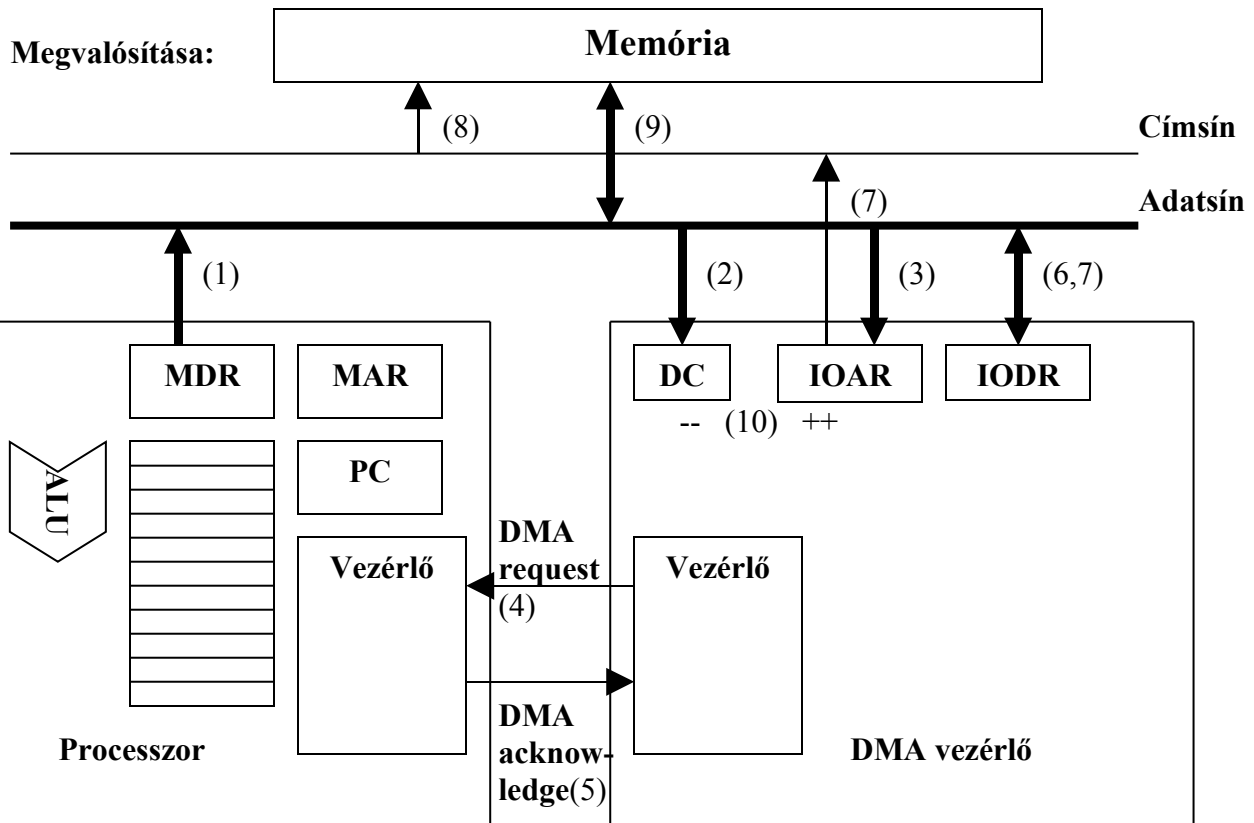 Megvalósítása:
Memória
(8)
(9)
Címsín
(7)
Adatsín
(1)
(2)
(3)
(6,7)
MDR
MAR
DC
IOAR
IODR
-- (10) ++
ALU
PC
Vezérlő
DMA
request
(4)
Vezérlő
DMA
acknow-
ledge(5)
Processzor
DMA vezérlő